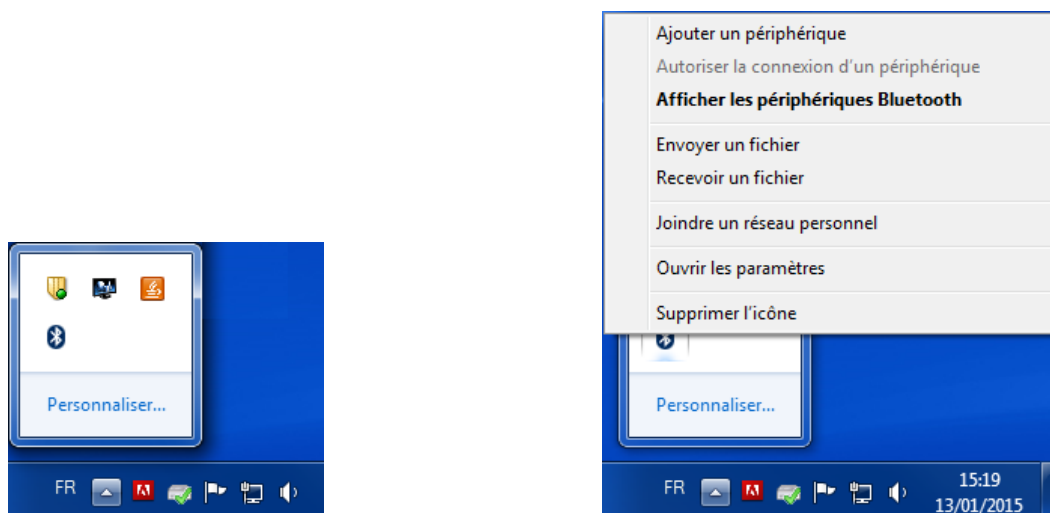 Personnaliser...
FR
Ajouter un périphérique
Autoriser la connexion d'un périphérique
Afficher les périphériques Bluetooth
Envoyer un fichier
Recevoir un fichier
Joindre un réseau personnel
Ouvrir les paramètres
Supprimer l'icône
Personnaliser...
FR
15:19
13/01/2015